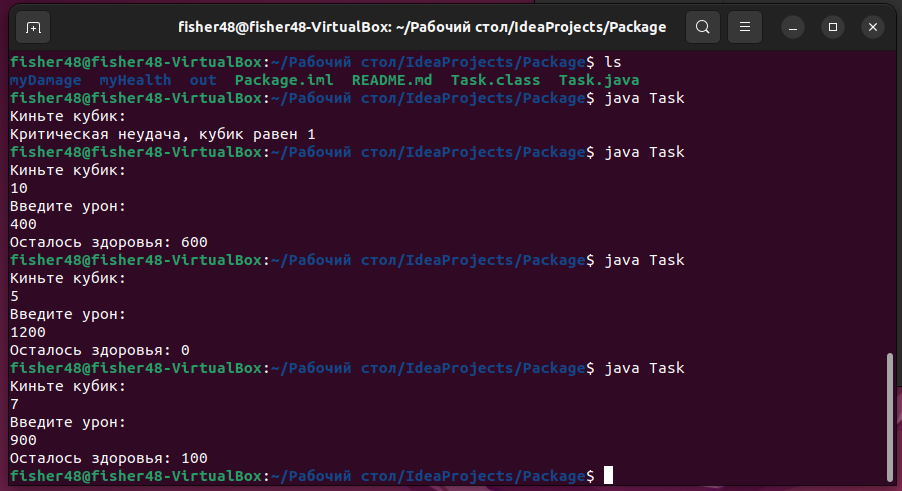 fisher48@fisher48-VirtualBox: ~/Рабочий стол/IdeaProjects/Package
fisher48@fisher48-VirtualBox:~/Рабочий стол/IdeaProjects/Package$ ls
myDamage myHealth out Package.iml README.md Task.class Task.java
fisher48@fisher48-VirtualBox:~/Рабочий стол/IdeaProjects/Package$ java Task
Киньте кубик:
Критическая неудача, кубик равен 1
fisher48@fisher48-VirtualBox:~/Рабочий стол/IdeaProjects/Package$ java Task
Киньте кубик:
10
Введите урон:
400
Осталось здоровья: 600
fisher48@fisher48-VirtualBox:~/Рабочий стол/IdeaProjects/Package$ java Task
Киньте кубик:
5
Введите урон:
1200
Осталось здоровья: 0
fisher48@fisher48-VirtualBox:~/Рабочий стол/IdeaProjects/Package$ java Task
Киньте кубик:
7
Введите урон:
900
Осталось здоровья: 100
fisher48@fisher48-VirtualBox:~/Рабочий стол/IdeaProjects/Package$